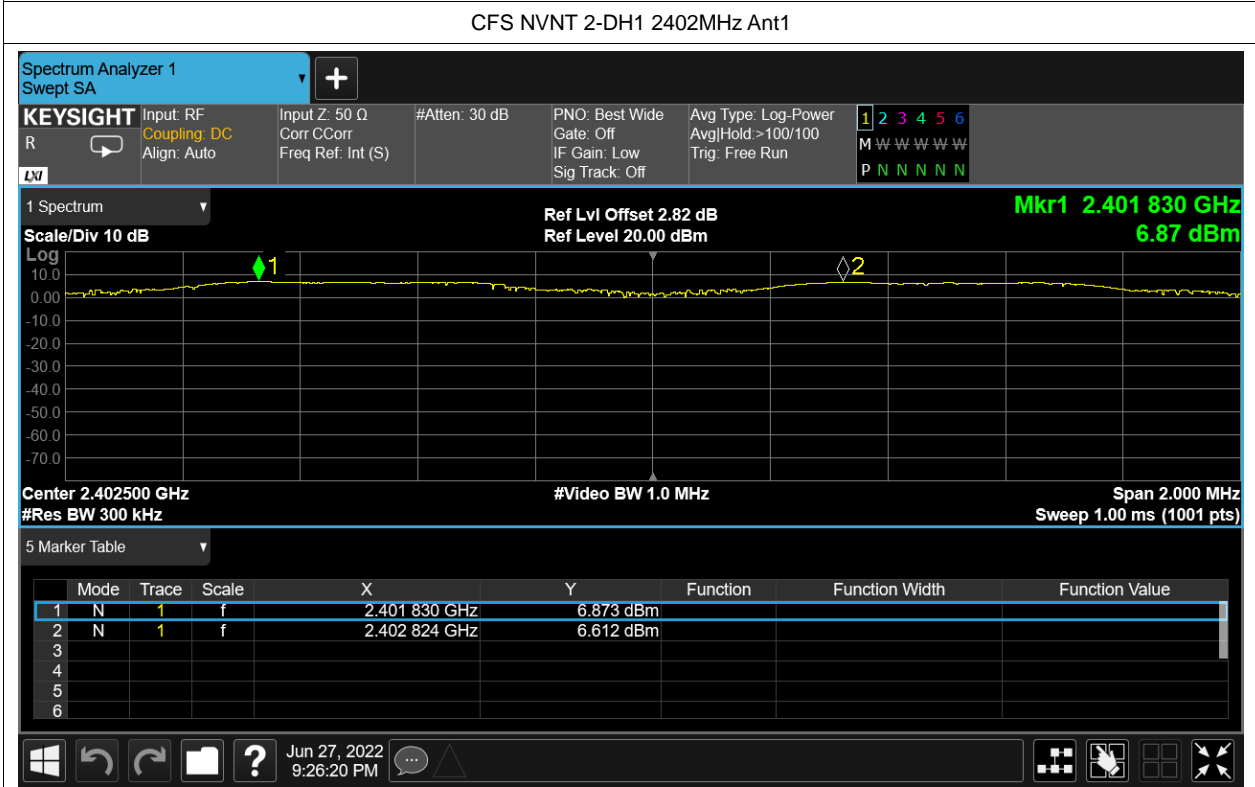 CFS NVNT 2-DH1 2402MHz Ant1
Spectrum Analyzer 1
Swept SA
KEYSIGHT Input: RF Input Z: 50 Ω #Atten: 30 dB PNO: Best Wide Avg Type: Log-Power 1 2 3 4 5 6
R Coupling: DC Corr CCorr Gate: Off Avg|Hold:>100/100 M W W W W W
Align: Auto Freq Ref: Int (S) IF Gain: Low Trig: Free Run
LXI Sig Track: Off P N N N N N
1 Spectrum Ref Lvl Offset 2.82 dB Mkr1 2.401 830 GHz
Scale/Div 10 dB Ref Level 20.00 dBm 6.87 dBm
Log
1 2
10.0
0.00
-10.0
-20.0
-30.0
-40.0
-50.0
-60.0
-70.0
Center 2.402500 GHz #Video BW 1.0 MHz Span 2.000 MHz
#Res BW 300 kHz Sweep 1.00 ms (1001 pts)
5 Marker Table
Mode Trace Scale X Y Function Function Width Function Value
1 N 1 f 2.401 830 GHz 6.873 dBm
2 N 1 f 2.402 824 GHz 6.612 dBm
3
4
5
6
? Jun 27, 2022
9:26:20 PM